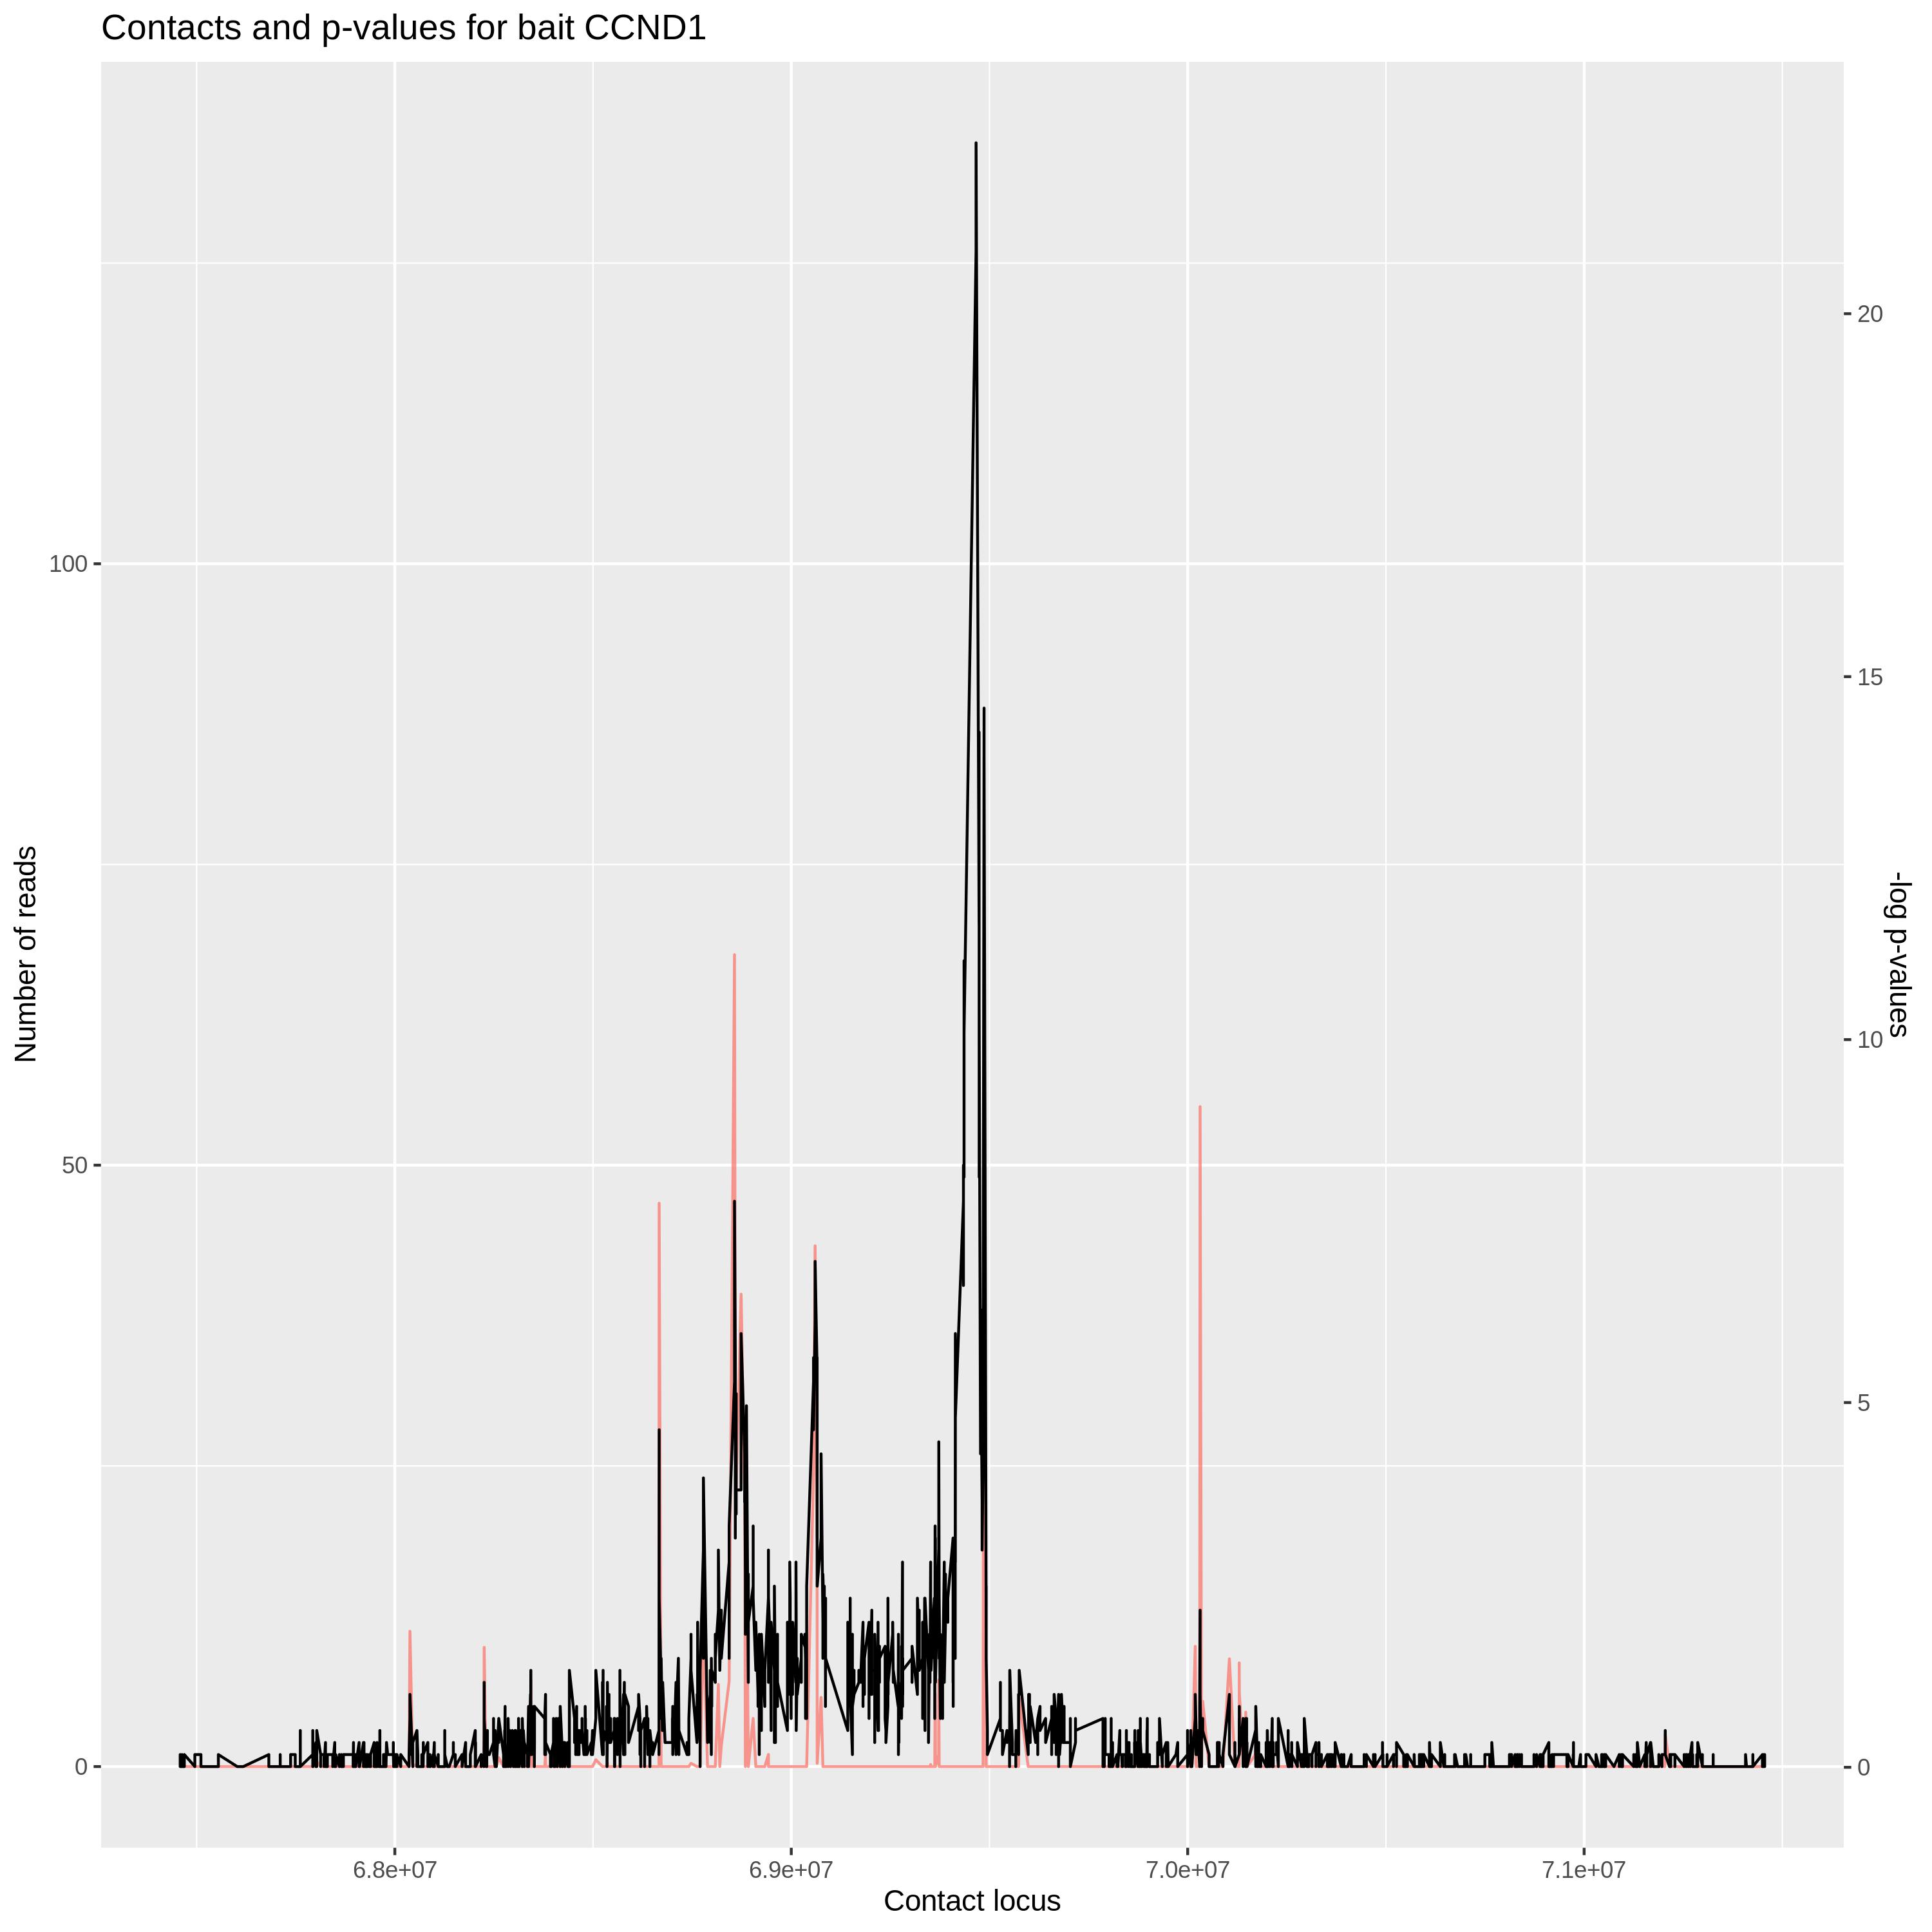 Contacts and p-values for bait CCND1
100
50
0
Number of reads
20
15
10
5
0
-log p-values
6.8e+07
6.9e+07
7.0e+07
7.1e+07
Contact locus